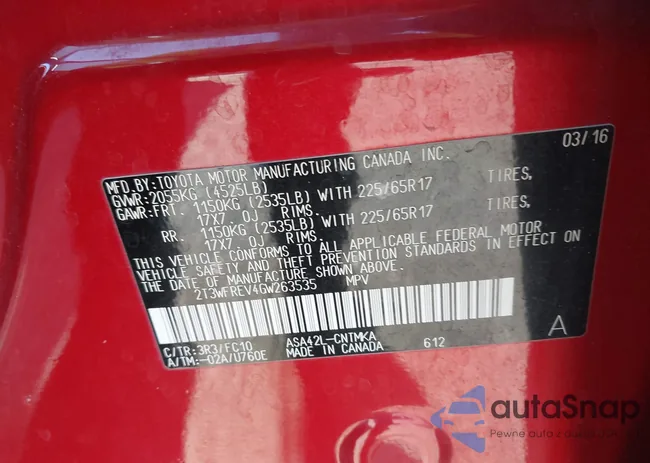 MFD.BY:TOYOTA MOTOR MANUFACTURING CANADA INC. 03/16
GVWR:2055KG (4525LB)
GAWR:FRT. 1150KG (2535LB) WITH 225/65R17 TIRES,
17X7.0J RIMS.
RR. 1150KG (2535LB) WITH 225/65R17 TIRES,
17X7.0J RIMS.
THIS VEHICLE CONFORMS TO ALL APPLICABLE FEDERAL MOTOR
VEHICLE SAFETY AND THEFT PREVENTION STANDARDS IN EFFECT ON
THE DATE OF MANUFACTURE SHOWN ABOVE.
2T3WFREV4GW263535 MPV
C/TR:3R3/FC10 ASA42L-CNTMKA 612 A
A/TM:-02A/U760E MADE IN CANADA
autaSnap
Pewne auta z